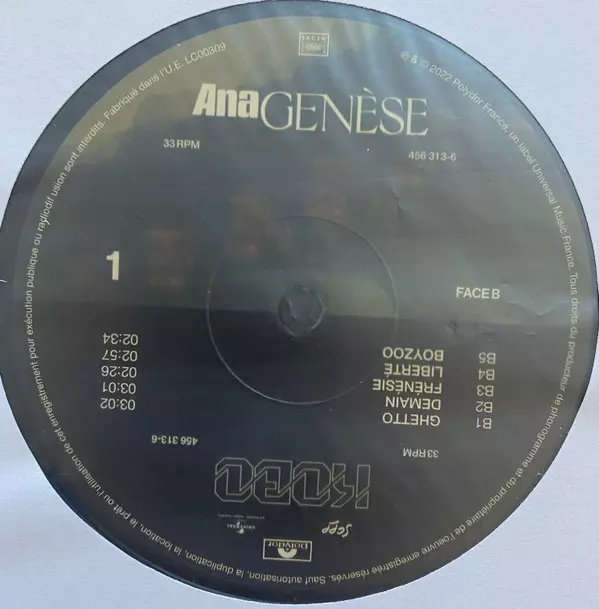 AnaGENÈSE
33 RPM
456 313-6
1
FACE B
B1 GHETTO 03:02
B2 DEMAIN 03:01
B3 FRÉNÉSIE 02:26
B4 LIBERTÉ 02:57
B5 BOYZOO 02:34
33 RPM
456 313-6
KOBO
Polydor
℗ & © 2022 Polydor France, un label Universal Music France. Tous droits du producteur de phonogramme et du propriétaire de l'oeuvre enregistrée réservés. Sauf autorisation, la duplication, la location, le prêt ou l'utilisation de cet enregistrement pour exécution publique ou radiodif usion sont interdits. Fabriqué dans l'U.E. LC00309